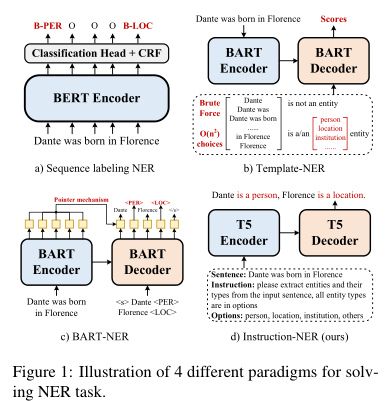 B-PER O O O B-LOC
Classification Head + CRF
BERT Encoder
Dante was born in Florence
a) Sequence labeling NER
Dante was born in Florence
Scores
BART
Encoder
BART
Decoder
Brute
Force
O(n²)
choices
Dante
Dante was
Dante was born
......
in Florence
Florence
is not an entity
is a/an
person
location
institution
......
entity
b) Template-NER
Pointer mechanism
Dante <PER> Florence <LOC> </s>
BART
Encoder
BART
Decoder
Dante was born
in Florence
<s> Dante <PER>
Florence <LOC>
c) BART-NER
Dante is a person, Florence is a location.
T5
Encoder
T5
Decoder
Sentence: Dante was born in Florence
Instruction: please extract entities and their
types from the input sentence, all entity
types are in options
Options: person, location, institution, others
d) Instruction-NER (ours)
Figure 1: Illustration of 4 different paradigms for solv-
ing NER task.